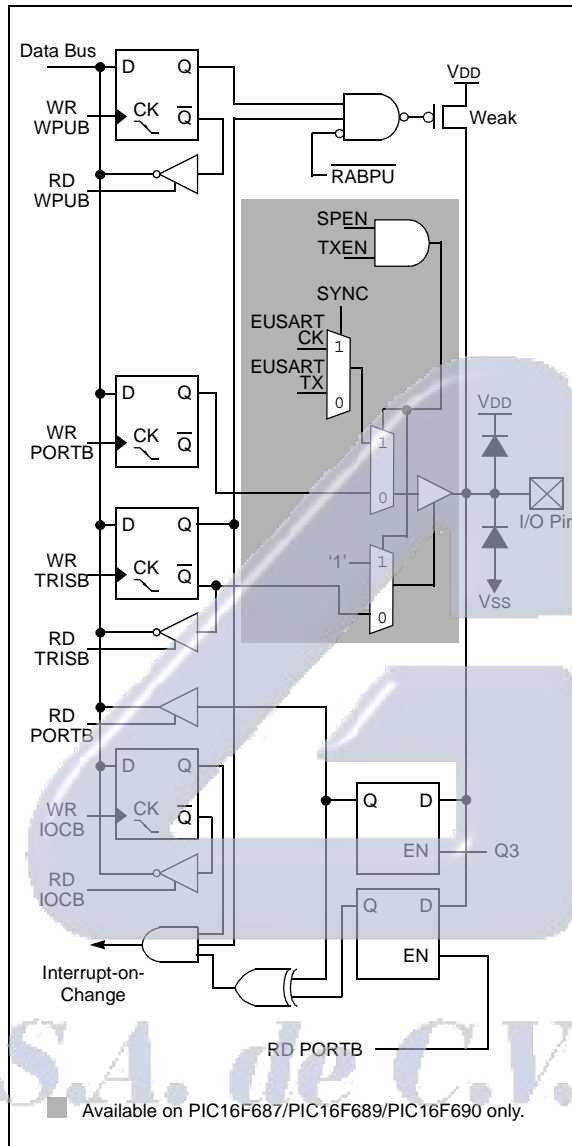 Data Bus
D Q
VDD
WR
WPUB
CK Q
Weak
RD
WPUB
RABPU
SPEN
TXEN
SYNC
EUSART
CK
1
EUSART
TX
0
D Q
WR
PORTB
CK Q
1
0
VDD
I/O Pin
D Q
WR
TRISB
CK Q
'1'
1
0
VSS
RD
TRISB
RD
PORTB
D Q
WR
IOCB
CK Q
Q D
EN
Q3
RD
IOCB
Q D
EN
Interrupt-on-
Change
RD PORTB
S.A. de C.V.
Available on PIC16F687/PIC16F689/PIC16F690 only.